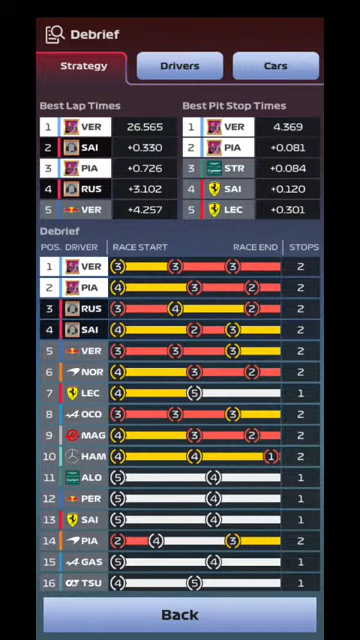 Debrief
Strategy Drivers Cars
Best Lap Times Best Pit Stop Times
1 VER 26.565 1 VER 4.369
2 SAI +0.330 2 PIA +0.081
3 PIA +0.726 3 STR +0.084
4 RUS +3.102 4 SAI +0.120
5 VER +4.257 5 LEC +0.301
Debrief
POS. DRIVER RACE START RACE END STOPS
1 VER 3 3 3 2
2 PIA 4 3 2 2
3 RUS 3 4 2 2
4 SAI 4 2 3 2
5 VER 3 3 3 2
6 NOR 4 3 2 2
7 LEC 4 5 1
8 OCO 3 3 3 2
9 MAG 4 3 2 2
10 HAM 4 4 1 2
11 ALO 5 4 1
12 PER 5 4 1
13 SAI 5 4 1
14 PIA 2 4 3 2
15 GAS 5 4 1
16 TSU 4 5 1
Back